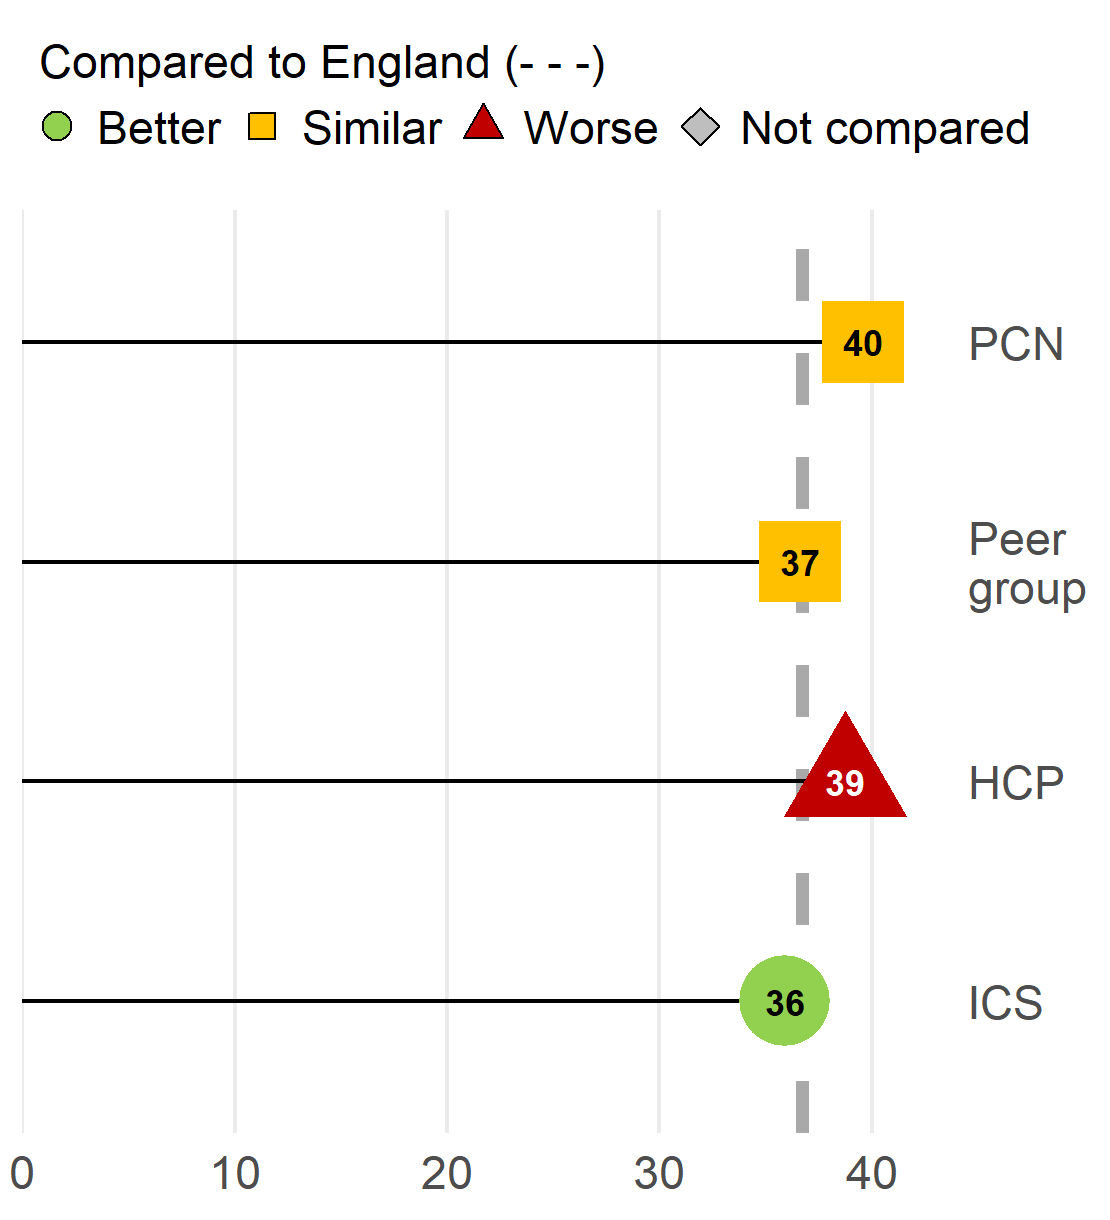 Compared to England (- - -)
Better Similar Worse Not compared
40 PCN
37 Peer
group
39 HCP
36 ICS
0 10 20 30 40